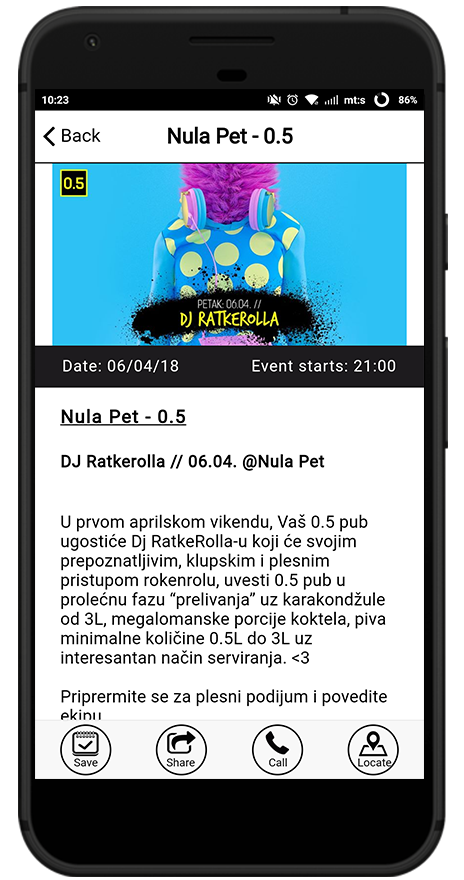 10:23 mt:s 86%
Back Nula Pet - 0.5
0.5
PETAK: 06.04. //
DJ RATKEROLLA
Date: 06/04/18 Event starts: 21:00
Nula Pet - 0.5
DJ Ratkerolla // 06.04. @Nula Pet
U prvom aprilskom vikendu, Vaš 0.5 pub
ugostiće Dj RatkeRolla-u koji će svojim
prepoznatljivim, klupskim i plesnim
pristupom rokenrolu, uvesti 0.5 pub u
prolećnu fazu “prelivanja” uz karakondžule
od 3L, megalomanske porcije koktela, piva
minimalne količine 0.5L do 3L uz
interesantan način serviranja. <3
Priprermite se za plesni podijum i povedite
ekipu
Save Share Call Locate